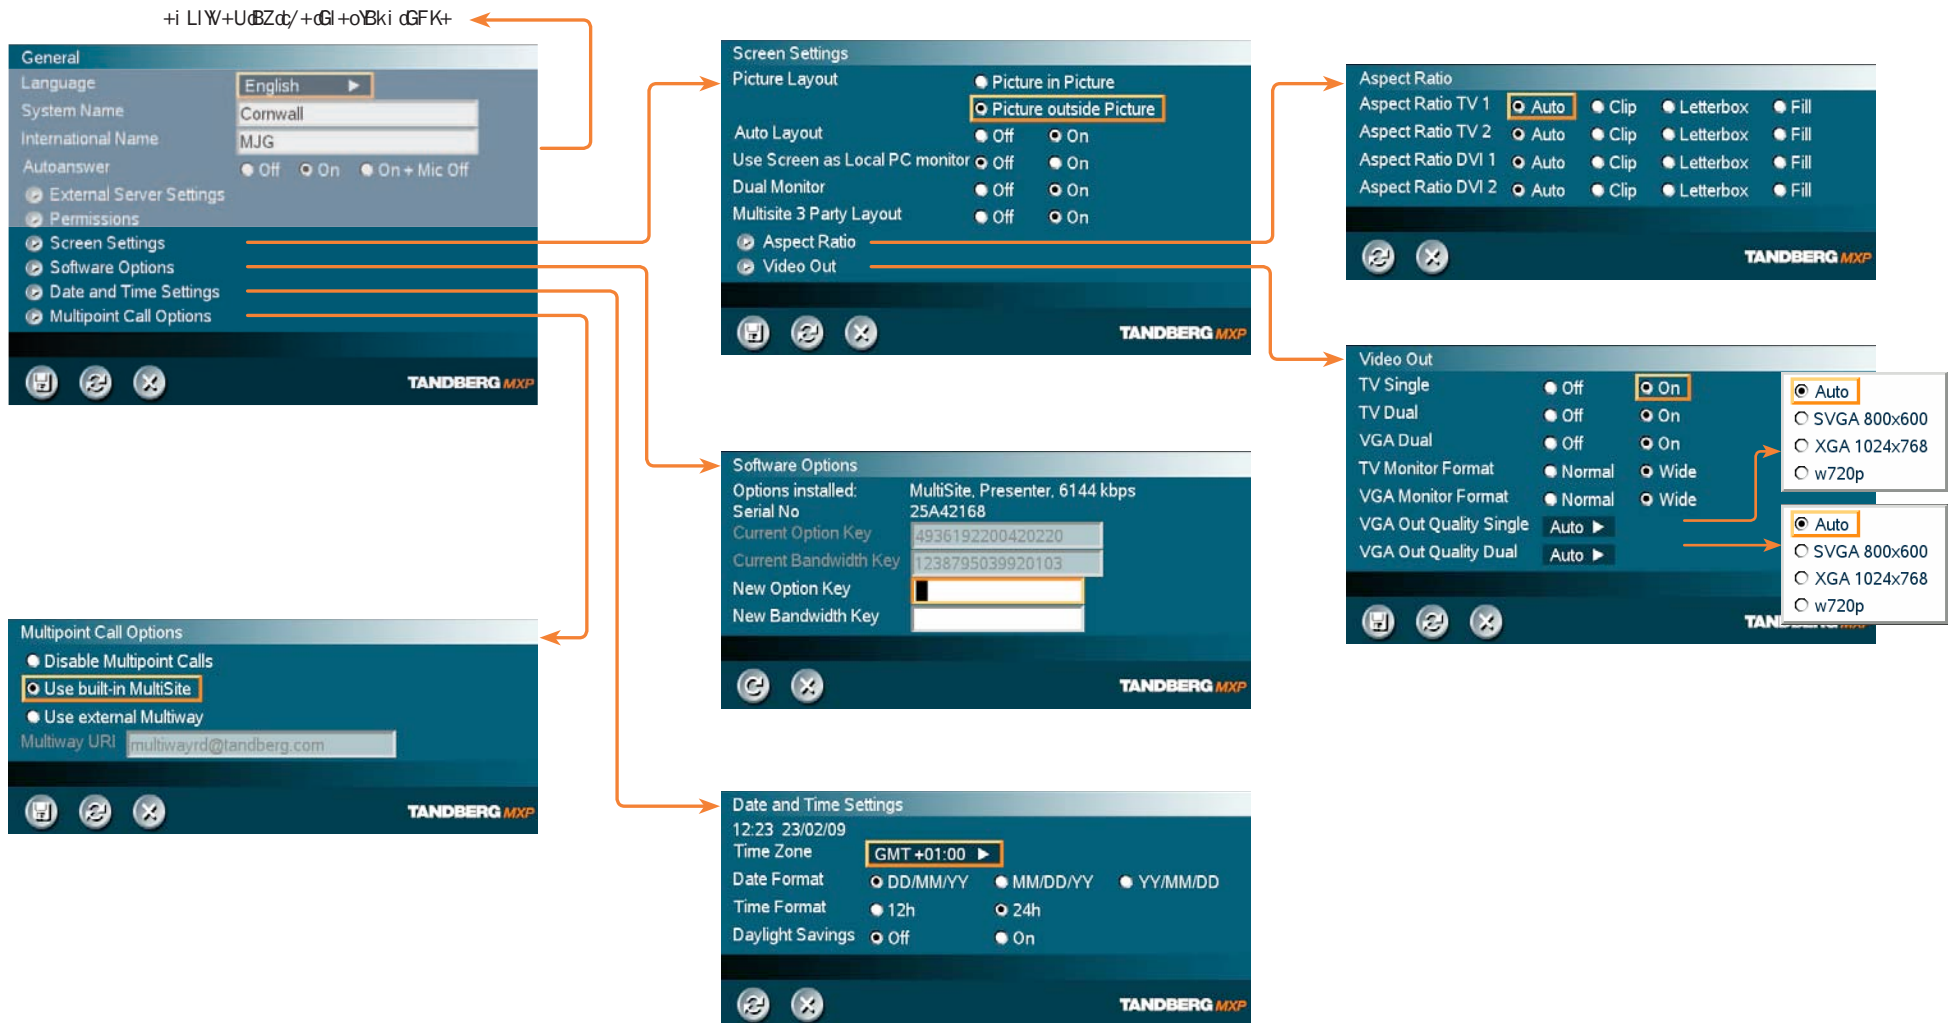 General
Language English
System Name Cornwall
International Name MJG
Autoanswer Off On On + Mic Off
External Server Settings
Permissions
Screen Settings
Software Options
Date and Time Settings
Multipoint Call Options
TANDBERG MXP
Multipoint Call Options
Disable Multipoint Calls
Use built-in MultiSite
Use external Multiway
Multiway URI multiwayrd@tandberg.com
TANDBERG MXP
Screen Settings
Picture Layout Picture in Picture
Picture outside Picture
Auto Layout Off On
Use Screen as Local PC monitor Off On
Dual Monitor Off On
Multisite 3 Party Layout Off On
Aspect Ratio
Video Out
TANDBERG MXP
Software Options
Options installed: MultiSite, Presenter, 6144 kbps
Serial No 25A42168
Current Option Key 4936192200420220
Current Bandwidth Key 1238795039920103
New Option Key
New Bandwidth Key
TANDBERG MXP
Date and Time Settings
12:23 23/02/09
Time Zone GMT +01:00
Date Format DD/MM/YY MM/DD/YY YY/MM/DD
Time Format 12h 24h
Daylight Savings Off On
TANDBERG MXP
Aspect Ratio
Aspect Ratio TV 1 Auto Clip Letterbox Fill
Aspect Ratio TV 2 Auto Clip Letterbox Fill
Aspect Ratio DVI 1 Auto Clip Letterbox Fill
Aspect Ratio DVI 2 Auto Clip Letterbox Fill
TANDBERG MXP
Video Out
TV Single Off On
TV Dual Off On
VGA Dual Off On
TV Monitor Format Normal Wide
VGA Monitor Format Normal Wide
VGA Out Quality Single Auto
VGA Out Quality Dual Auto
Auto
SVGA 800x600
XGA 1024x768
w720p
Auto
SVGA 800x600
XGA 1024x768
w720p